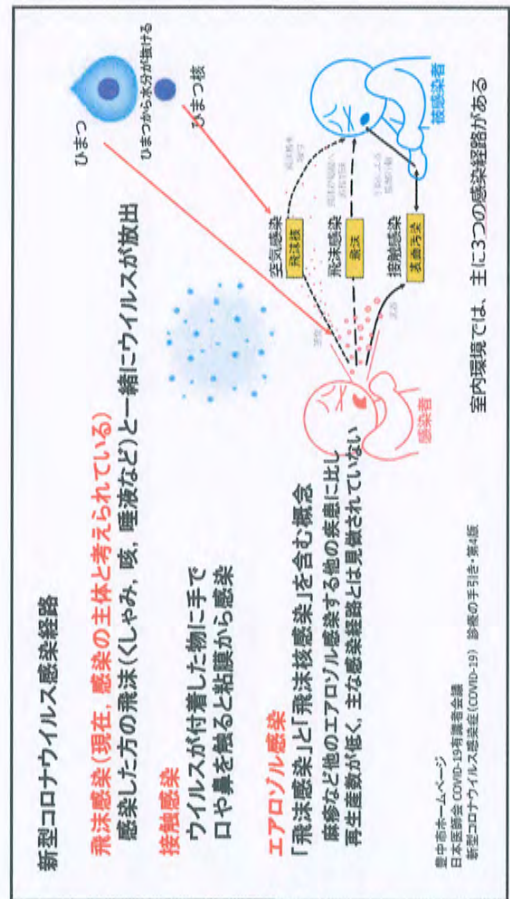 新型コロナウイルス感染経路
飛沫感染(現在, 感染の主体と考えられている)
感染した方の飛沫(くしゃみ, 咳, 唾液など)と一緒にウイルスが放出
接触感染
ウイルスが付着した物に手で
口や鼻を触ると粘膜から感染
エアロゾル感染
「飛沫感染」と「飛沫核感染」を含む概念
麻疹など他のエアロゾル感染する他の疾患に比し
再生産数が低く, 主な感染経路とは見做されていない
豊中市ホームページ
日本医師会 COVID-19有識者会議
新型コロナウイルス感染症(COVID-19) 診療の手引き・第4版
ひまつ
ひまつから水分が抜ける
ひまつ核
空気感染
飛沫核
飛沫感染
飛沫
接触感染
表面汚染
感染者
被感染者
室内環境では、主に3つの感染経路がある